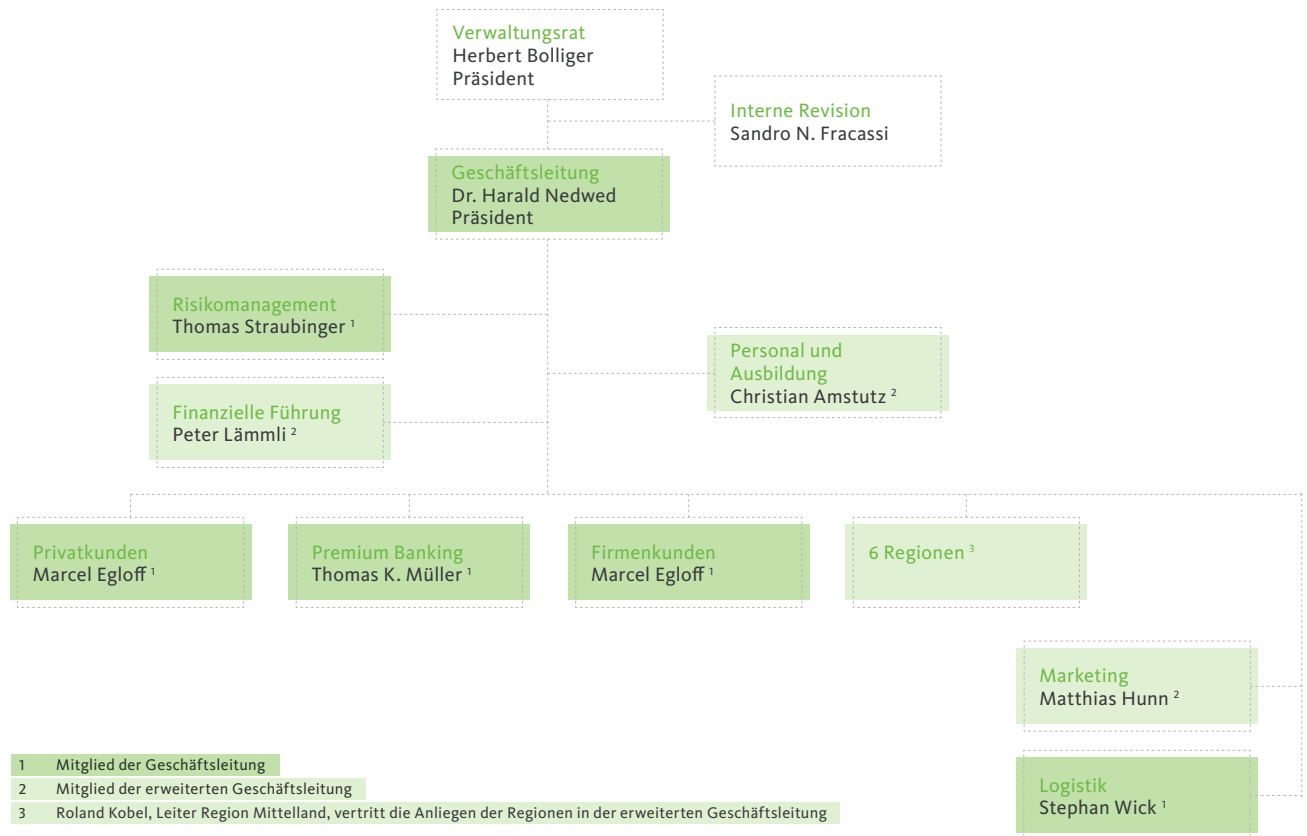 Verwaltungsrat
Herbert Bolliger
Präsident
Interne Revision
Sandro N. Fracassi
Geschäftsleitung
Dr. Harald Nedwed
Präsident
Risikomanagement
Thomas Straubinger ¹
Personal und
Ausbildung
Christian Amstutz ²
Finanzielle Führung
Peter Lämmli ²
Privatkunden
Marcel Egloff ¹
Premium Banking
Thomas K. Müller ¹
Firmenkunden
Marcel Egloff ¹
6 Regionen ³
Marketing
Matthias Hunn ²
Logistik
Stephan Wick ¹
1 Mitglied der Geschäftsleitung
2 Mitglied der erweiterten Geschäftsleitung
3 Roland Kobel, Leiter Region Mittelland, vertritt die Anliegen der Regionen in der erweiterten Geschäftsleitung